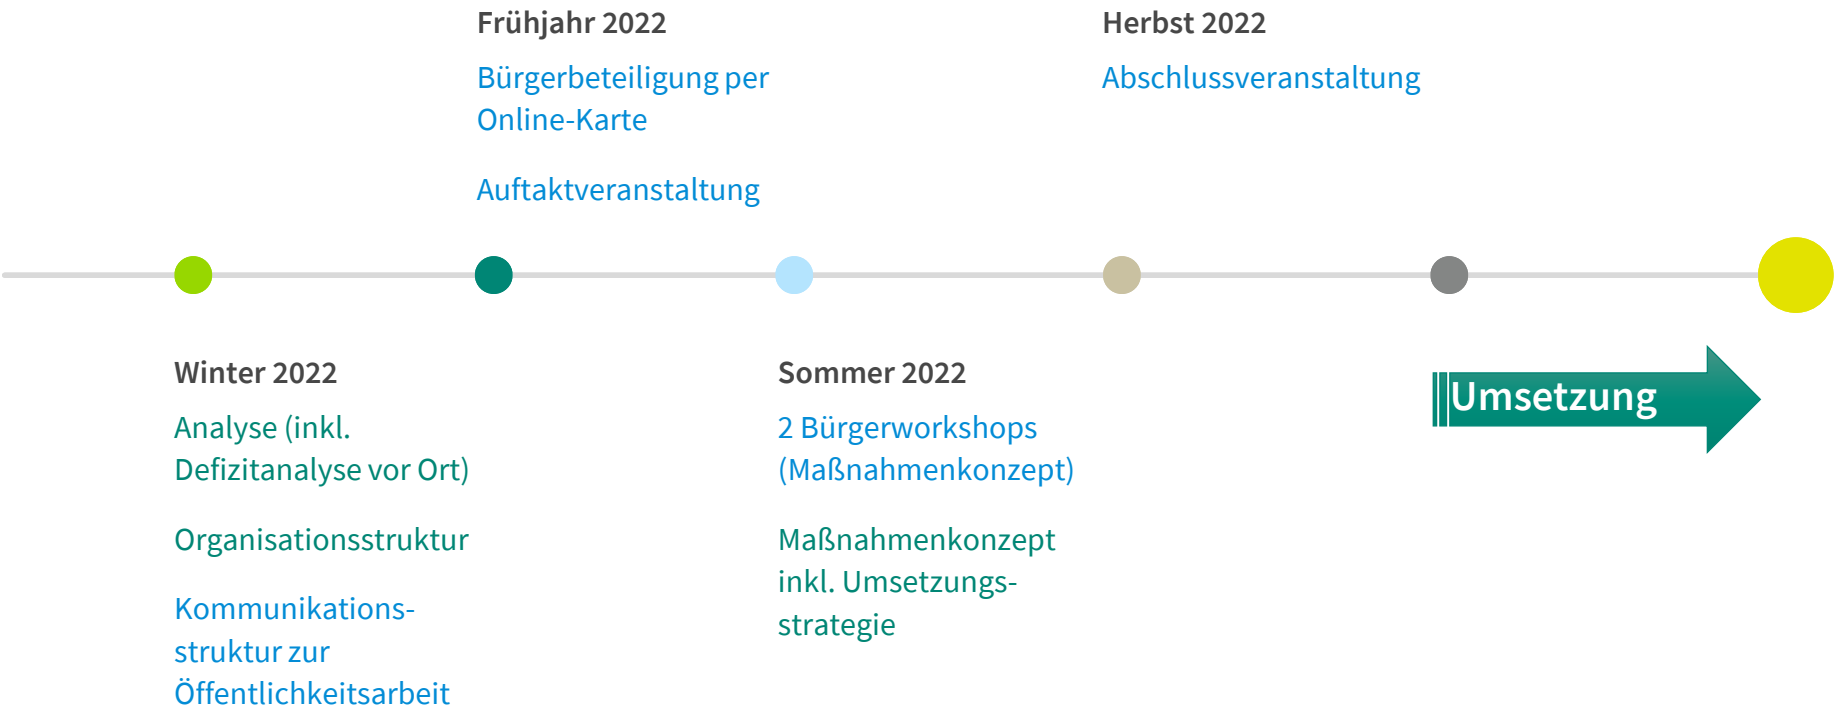 Frühjahr 2022
Bürgerbeteiligung per
Online-Karte
Auftaktveranstaltung
Herbst 2022
Abschlussveranstaltung
Winter 2022
Analyse (inkl.
Defizitanalyse vor Ort)
Organisationsstruktur
Kommunikations-
struktur zur
Öffentlichkeitsarbeit
Sommer 2022
2 Bürgerworkshops
(Maßnahmenkonzept)
Maßnahmenkonzept
inkl. Umsetzungs-
strategie
Umsetzung